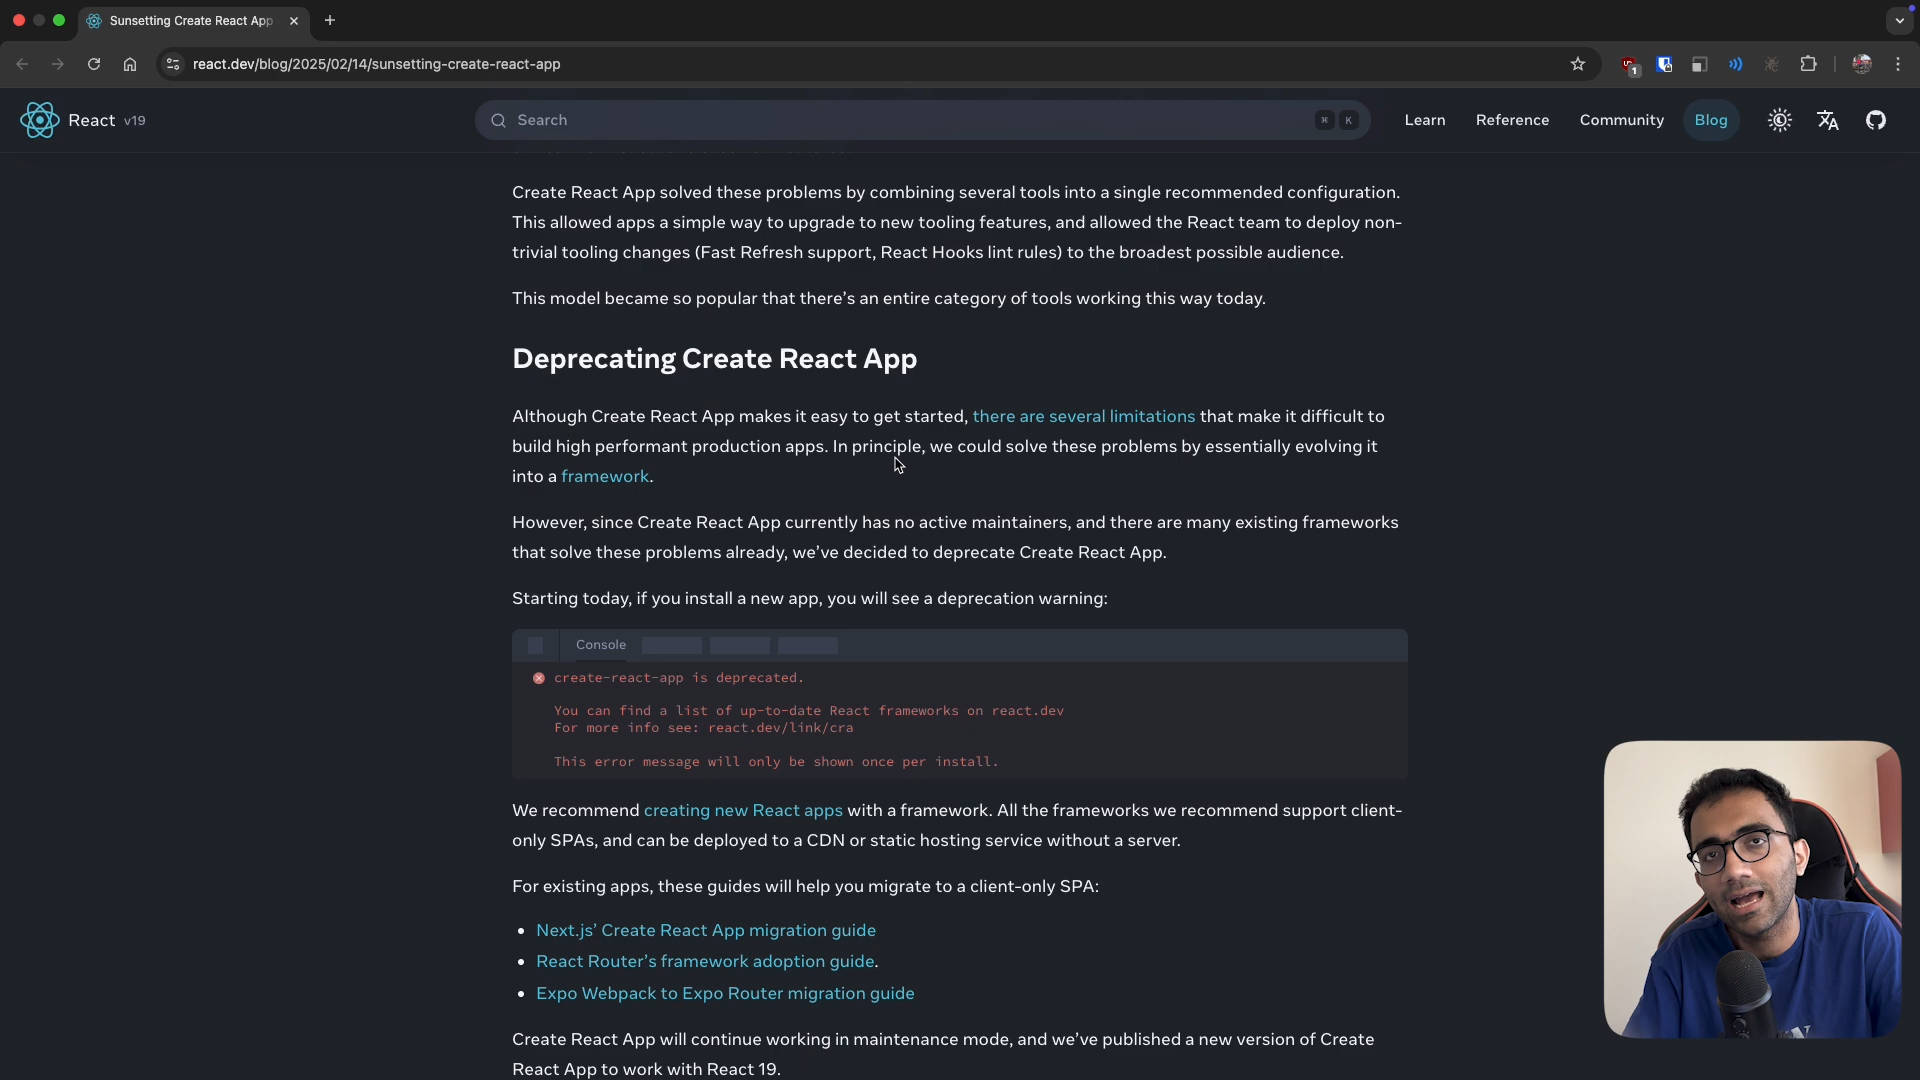 Sunsetting Create React App
react.dev/blog/2025/02/14/sunsetting-create-react-app
1
React v19
Search
⌘ K
Learn
Reference
Community
Blog
Create React App solved these problems by combining several tools into a single recommended configuration.
This allowed apps a simple way to upgrade to new tooling features, and allowed the React team to deploy non-
trivial tooling changes (Fast Refresh support, React Hooks lint rules) to the broadest possible audience.
This model became so popular that there’s an entire category of tools working this way today.
Deprecating Create React App
Although Create React App makes it easy to get started, there are several limitations that make it difficult to
build high performant production apps. In principle, we could solve these problems by essentially evolving it
into a framework.
However, since Create React App currently has no active maintainers, and there are many existing frameworks
that solve these problems already, we’ve decided to deprecate Create React App.
Starting today, if you install a new app, you will see a deprecation warning:
Console
create-react-app is deprecated.
You can find a list of up-to-date React frameworks on react.dev
For more info see: react.dev/link/cra
This error message will only be shown once per install.
We recommend creating new React apps with a framework. All the frameworks we recommend support client-
only SPAs, and can be deployed to a CDN or static hosting service without a server.
For existing apps, these guides will help you migrate to a client-only SPA:
Next.js’ Create React App migration guide
React Router’s framework adoption guide.
Expo Webpack to Expo Router migration guide
Create React App will continue working in maintenance mode, and we’ve published a new version of Create
React App to work with React 19.